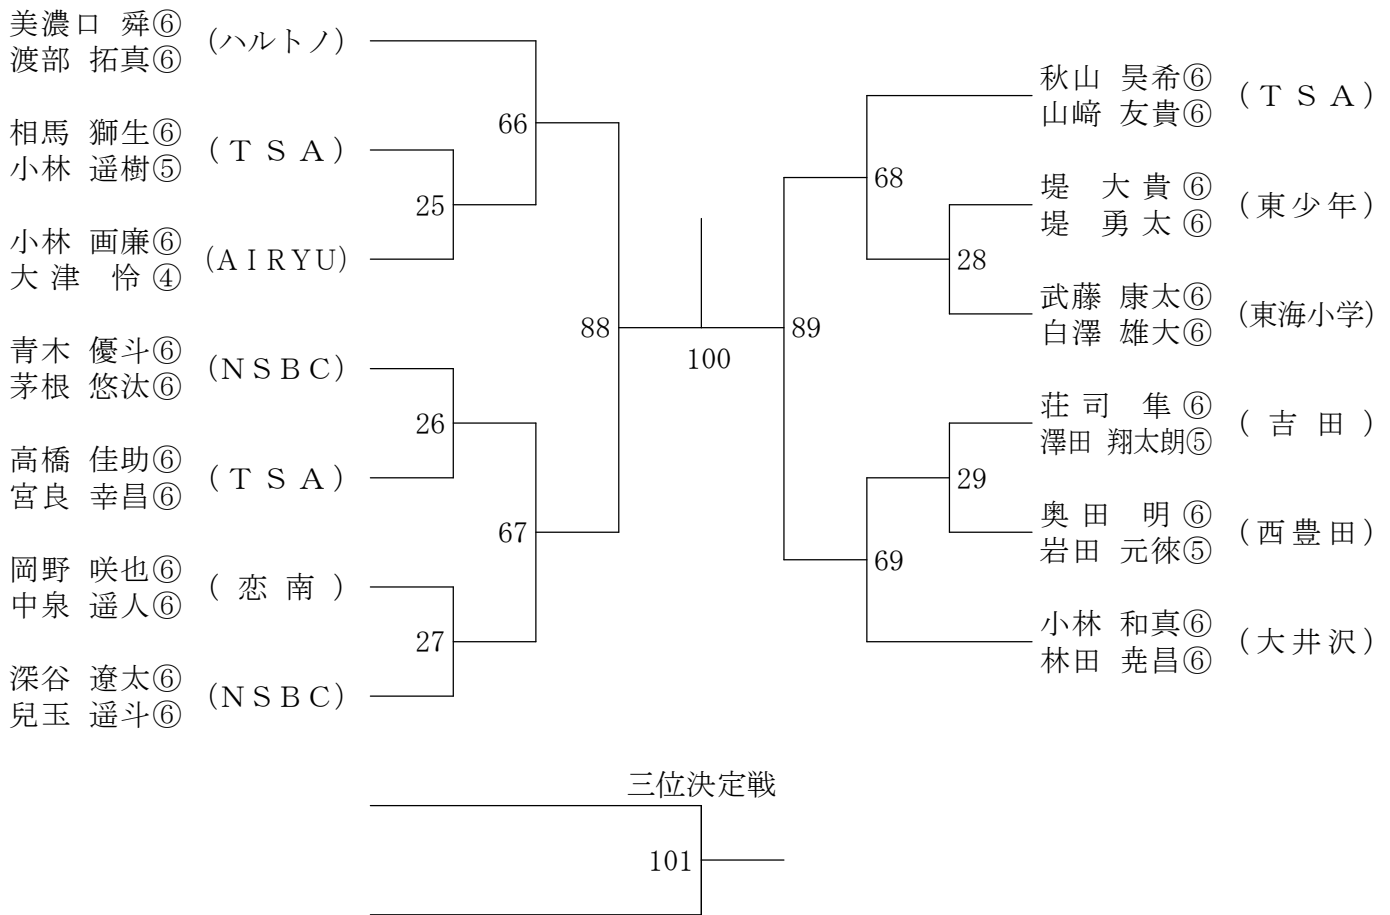 美濃口 舜⑥
渡部 拓真⑥
(ハルトノ)
相馬 獅生⑥
小林 遥樹⑤
(TSA)
小林 画廉⑥
大津 怜④
(AIRYU)
青木 優斗⑥
茅根 悠汰⑥
(NSBC)
高橋 佳助⑥
宮良 幸昌⑥
(TSA)
岡野 咲也⑥
中泉 遥人⑥
(恋南)
深谷 遼太⑥
兒玉 遥斗⑥
(NSBC)
66
25
26
67
27
88
100
89
68
28
29
69
秋山 昊希⑥
山﨑 友貴⑥
(TSA)
堤 大貴⑥
堤 勇太⑥
(東少年)
武藤 康太⑥
白澤 雄大⑥
(東海小学)
荘司 隼⑥
澤田 翔太朗⑤
(吉田)
奥田 明⑥
岩田 元徠⑤
(西豊田)
小林 和真⑥
林田 尭昌⑥
(大井沢)
三位決定戦
101